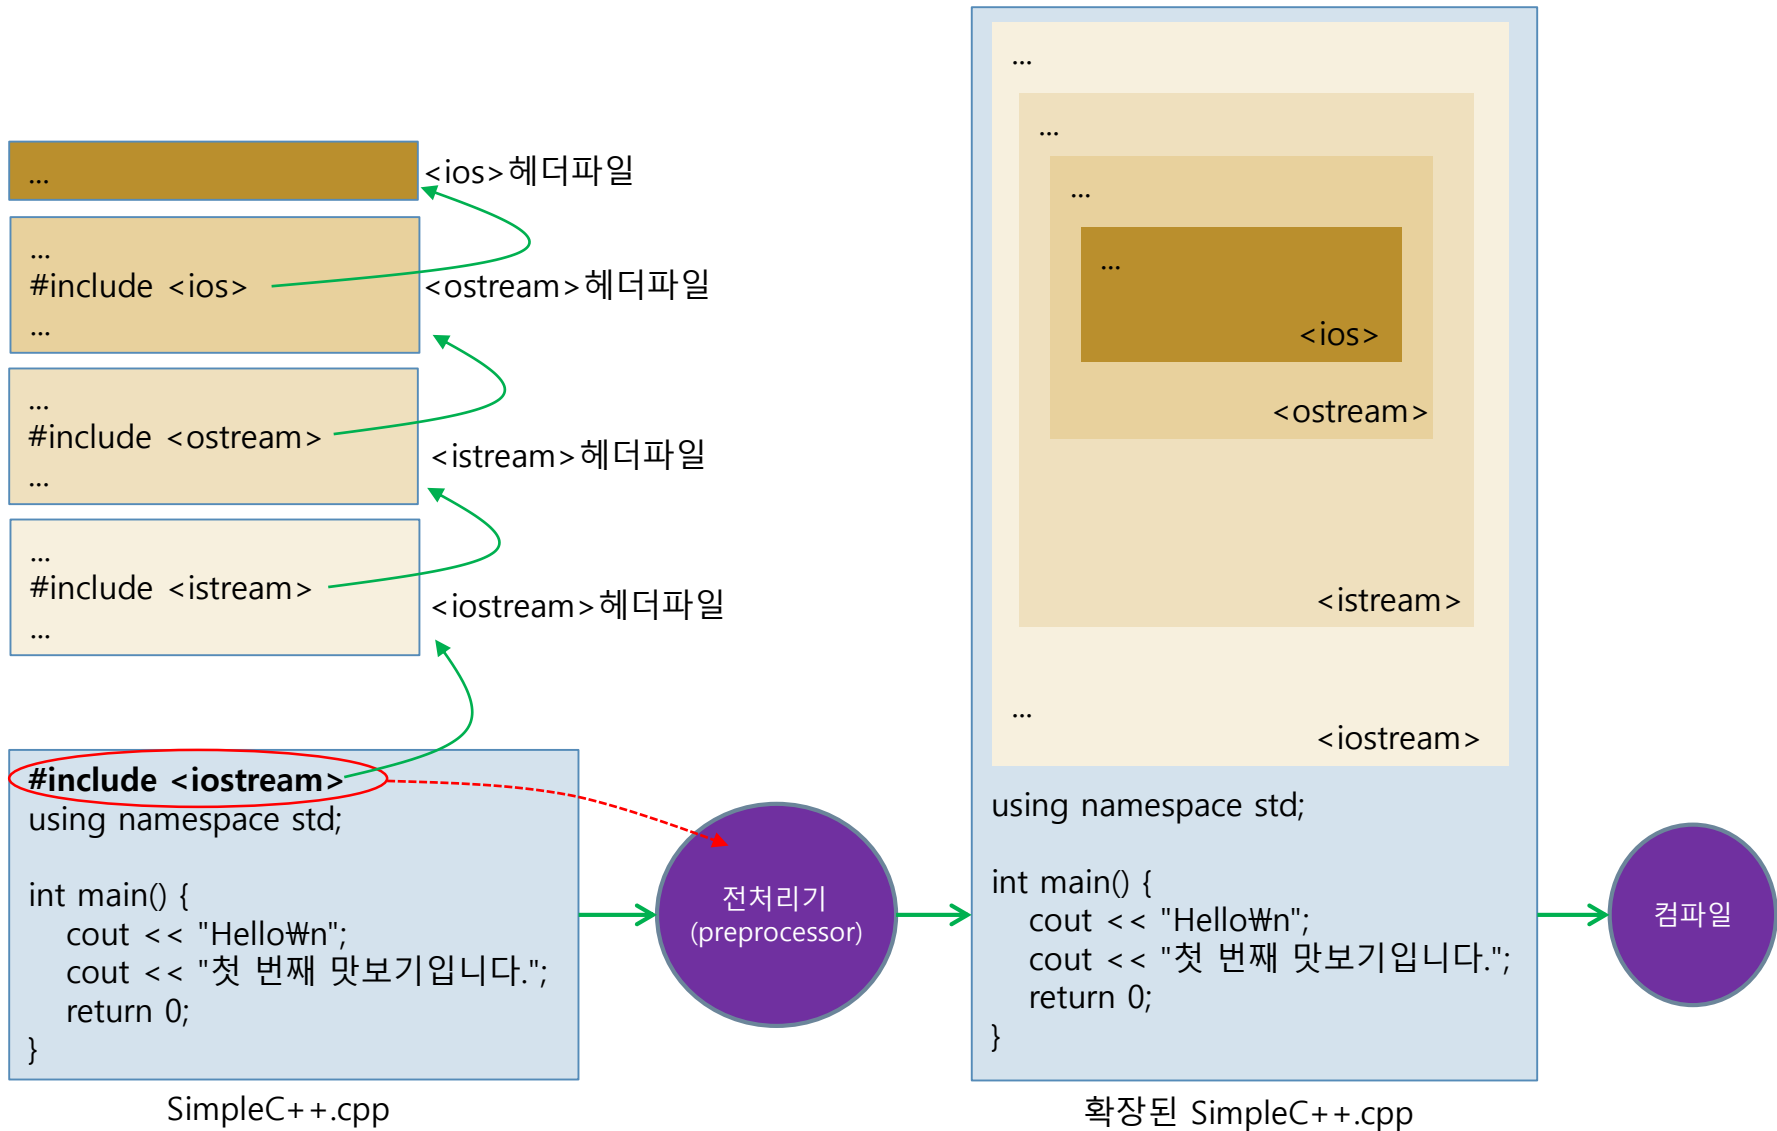 ...
<ios>헤더파일
...
#include <ios>
...
<ostream>헤더파일
...
#include <ostream>
...
<istream>헤더파일
...
#include <istream>
...
<iostream>헤더파일
#include <iostream>
using namespace std;
int main() {
cout << "Hello₩n";
cout << "첫 번째 맛보기입니다.";
return 0;
}
SimpleC++.cpp
전처리기
(preprocessor)
...
...
...
...
<ios>
<ostream>
<istream>
...
<iostream>
using namespace std;
int main() {
cout << "Hello₩n";
cout << "첫 번째 맛보기입니다.";
return 0;
}
확장된 SimpleC++.cpp
컴파일